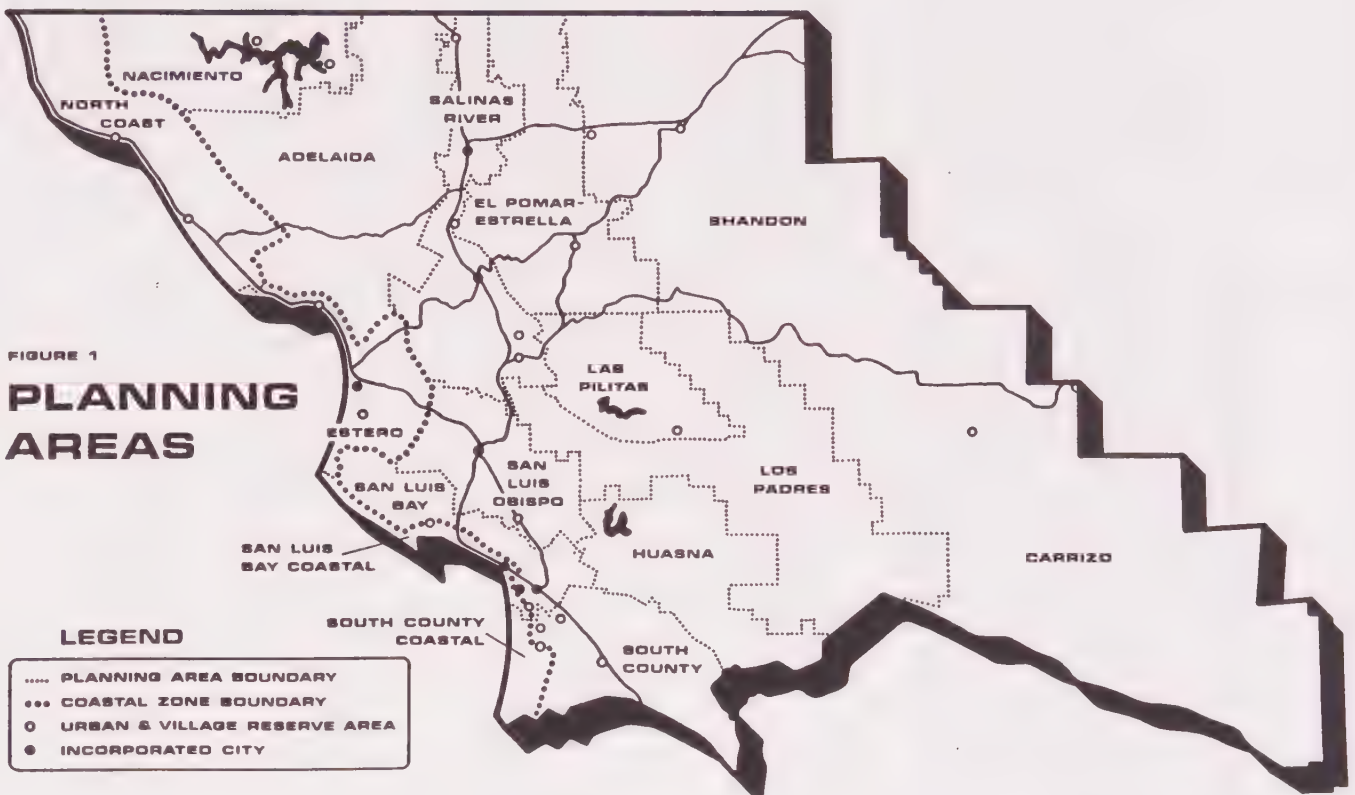 NACIMIENTO
NORTH
COAST
ADELAIDA
SALINAS
RIVER
EL POMAR-
ESTRELLA
SHANDON
FIGURE 1
PLANNING
AREAS
LAS
PILITAS
ESTERO
SAN LUIS
BAY
SAN
LUIS
OBISPO
LOS
PADRES
SAN LUIS
BAY COASTAL
HUASNA
CARRIZO
SOUTH COUNTY
COASTAL
SOUTH
COUNTY
LEGEND
PLANNING AREA BOUNDARY
COASTAL ZONE BOUNDARY
URBAN & VILLAGE RESERVE AREA
INCORPORATED CITY